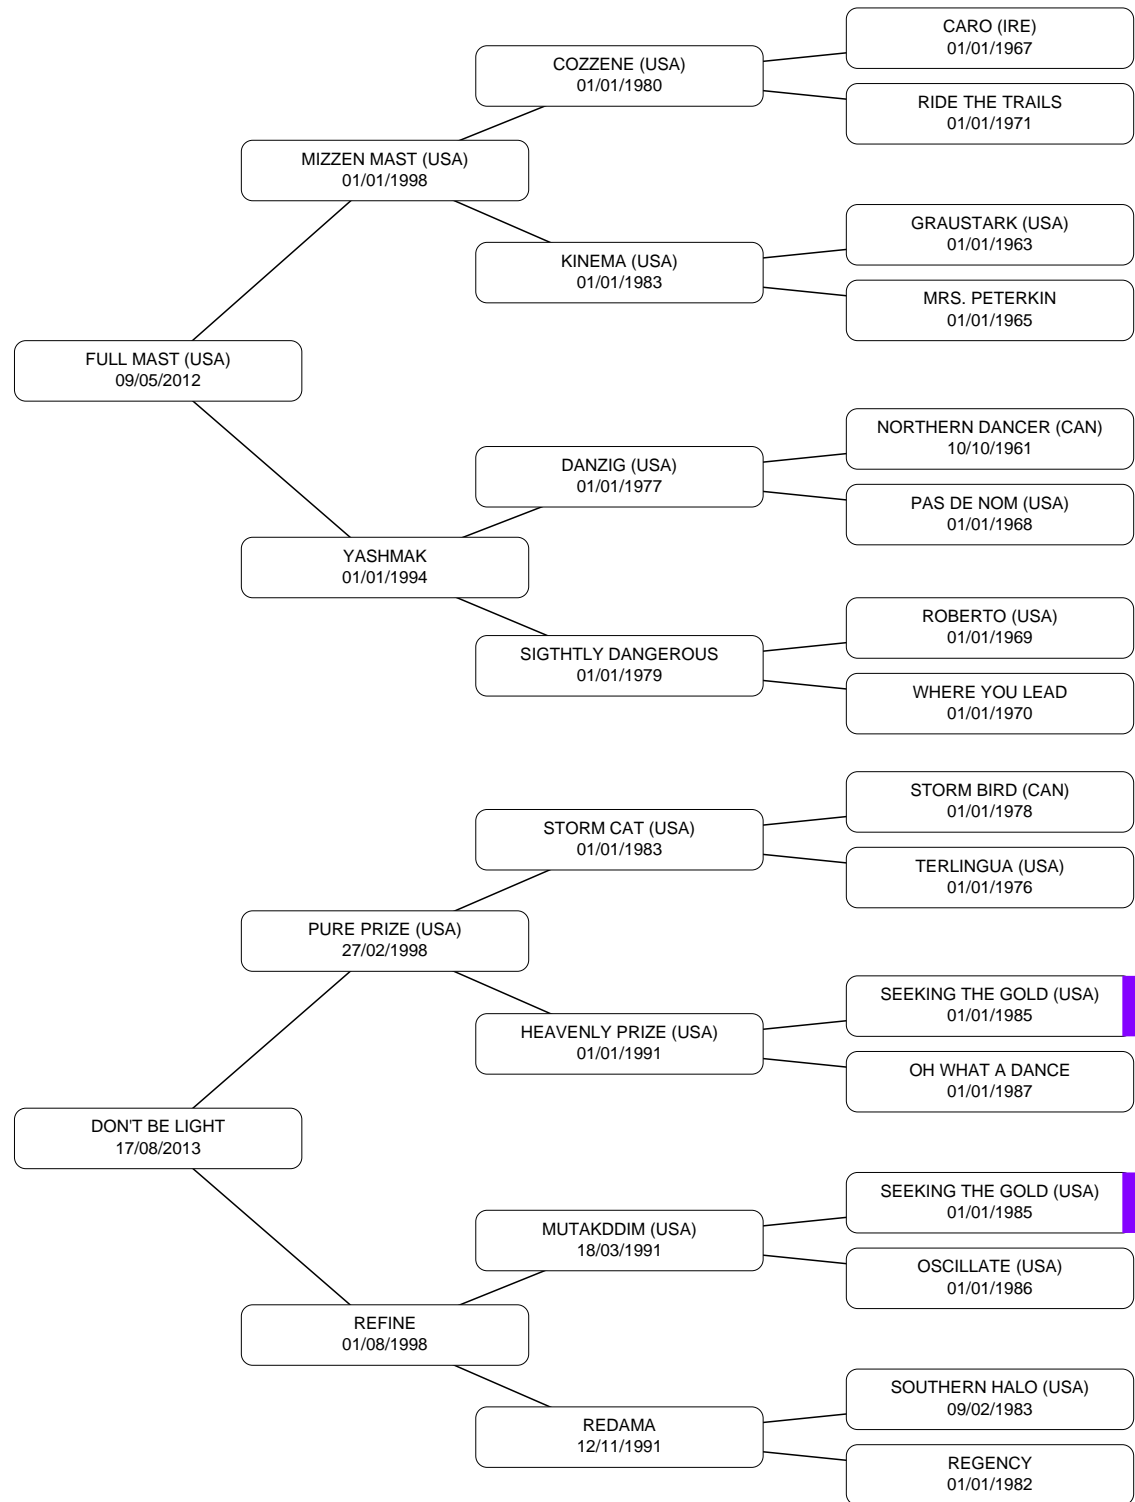 CARO (IRE)
01/01/1967
COZZENE (USA)
01/01/1980
RIDE THE TRAILS
01/01/1971
MIZZEN MAST (USA)
01/01/1998
GRAUSTARK (USA)
01/01/1963
KINEMA (USA)
01/01/1983
MRS. PETERKIN
01/01/1965
FULL MAST (USA)
09/05/2012
NORTHERN DANCER (CAN)
10/10/1961
DANZIG (USA)
01/01/1977
PAS DE NOM (USA)
01/01/1968
YASHMAK
01/01/1994
ROBERTO (USA)
01/01/1969
SIGTHTLY DANGEROUS
01/01/1979
WHERE YOU LEAD
01/01/1970
STORM BIRD (CAN)
01/01/1978
STORM CAT (USA)
01/01/1983
TERLINGUA (USA)
01/01/1976
PURE PRIZE (USA)
27/02/1998
SEEKING THE GOLD (USA)
01/01/1985
HEAVENLY PRIZE (USA)
01/01/1991
OH WHAT A DANCE
01/01/1987
DON'T BE LIGHT
17/08/2013
SEEKING THE GOLD (USA)
01/01/1985
MUTAKDDIM (USA)
18/03/1991
OSCILLATE (USA)
01/01/1986
REFINE
01/08/1998
SOUTHERN HALO (USA)
09/02/1983
REDAMA
12/11/1991
REGENCY
01/01/1982